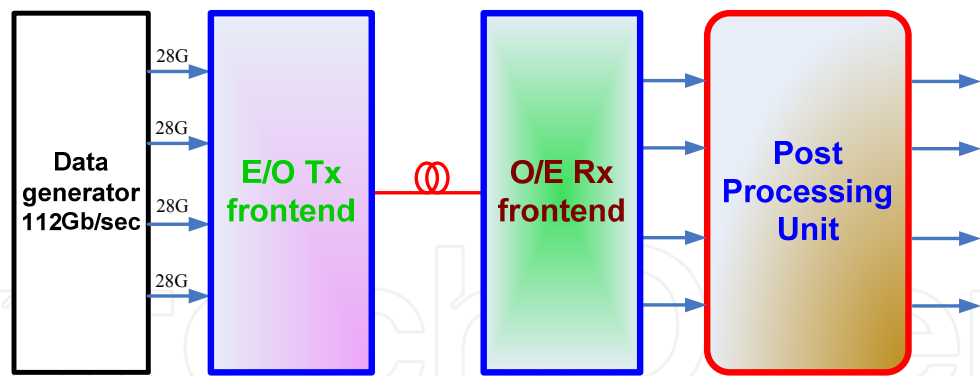 28G
28G
28G
28G
Data
generator
112Gb/sec
E/O Tx
frontend
O/E Rx
frontend
Post
Processing
Unit